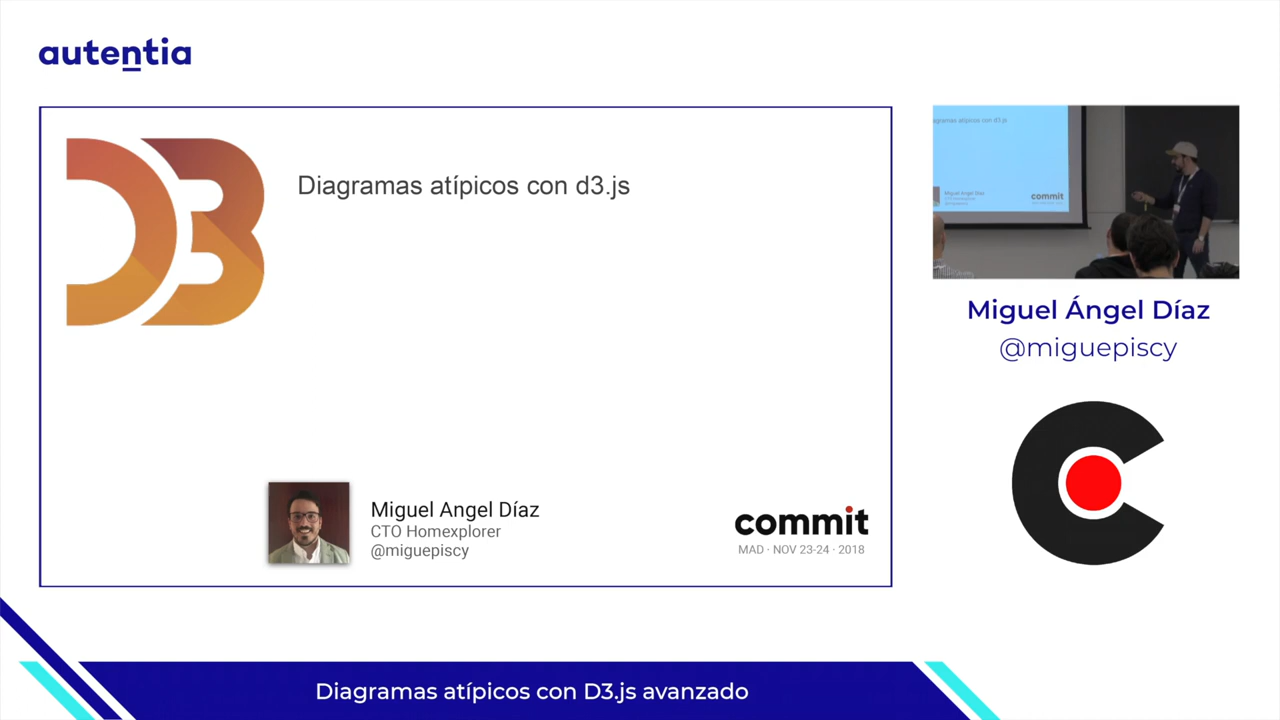 autentia
D3
Diagramas atípicos con d3.js
Miguel Angel Díaz
CTO Homexplorer
@miguepiscy
commit
MAD · NOV 23-24 · 2018
Miguel Ángel Díaz
@miguepiscy
Diagramas atípicos con D3.js avanzado